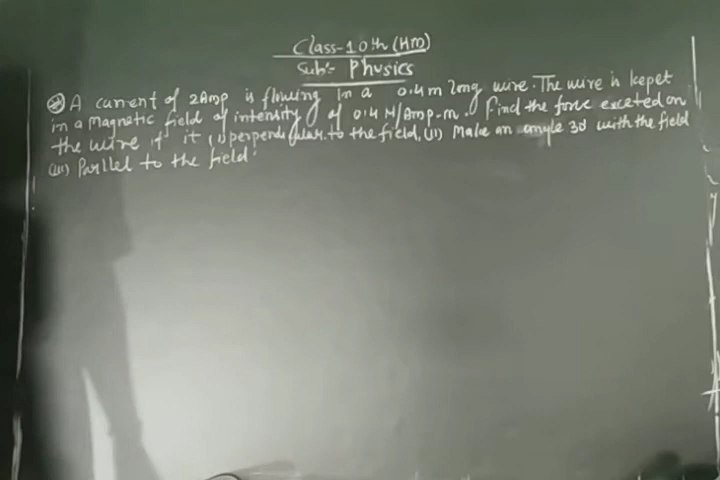 Class-10th (HM)
Sub:- Physics
A current of 2Amp is flowing in a 0.4m long wire. The wire is kepet
in a Magnetic field of intensity of 0.4 N/Amp-m. Find the force exceted on
the wire if it (i) perpendicular to the field, (ii) Make an angle 30 with the field
(iii) Parllel to the field.